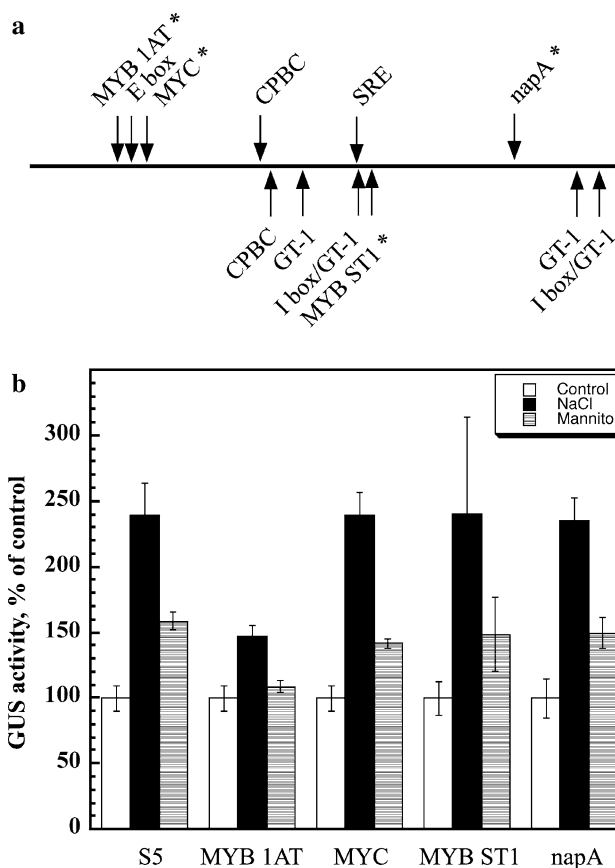 a
MYB 1AT *
E box
MYC *
CPBC
SRE
napA *
CPBC
GT-1
I box/GT-1
MYB ST1 *
GT-1
I box/GT-1
b
Control
NaCl
Mannito
GUS activity, % of control
300
250
200
150
100
50
0
S5 MYB 1AT MYC MYB ST1 napA